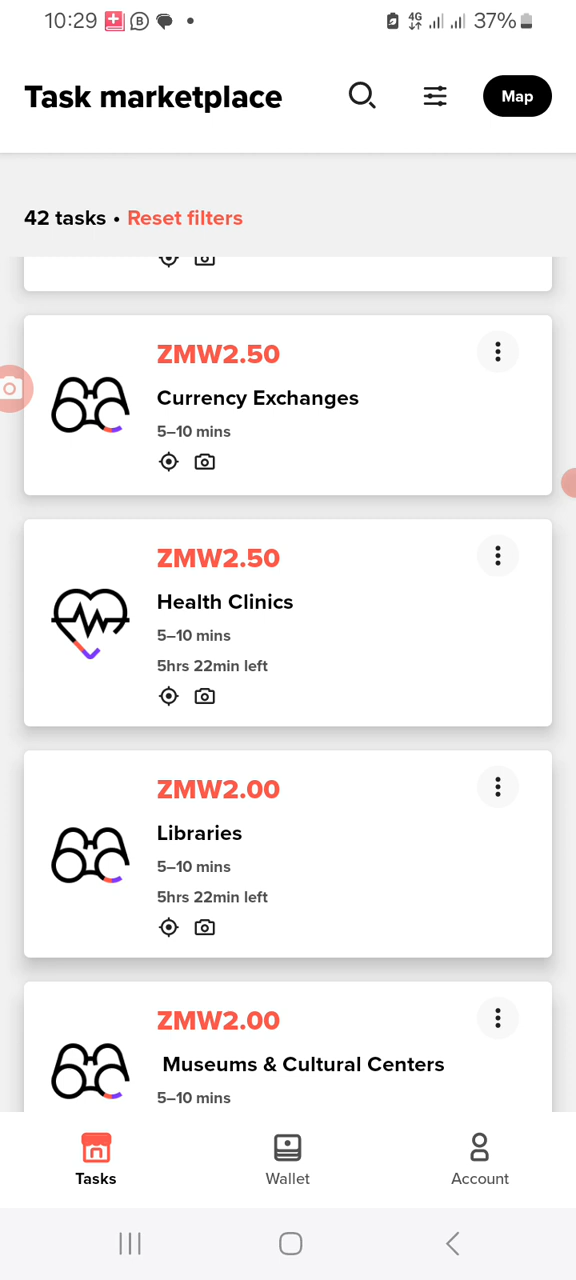 10:29 B 4G 37%
Task marketplace Map
42 tasks • Reset filters
ZMW2.50
Currency Exchanges
5–10 mins
ZMW2.50
Health Clinics
5–10 mins
5hrs 22min left
ZMW2.00
Libraries
5–10 mins
5hrs 22min left
ZMW2.00
Museums & Cultural Centers
5–10 mins
Tasks Wallet Account